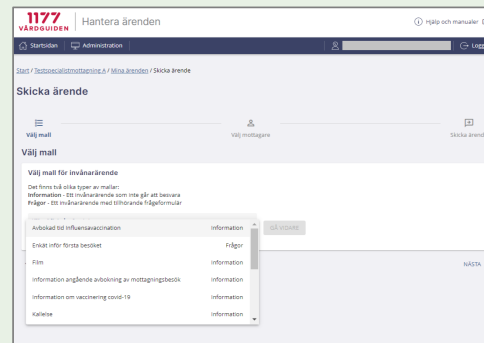 1177
VÅRDGUIDEN
Hantera ärenden
Hjälp och manualer
Startsidan
Administration
Logg
Start / Testspecialistmottagning A / Mina ärenden / Skicka ärende
Skicka ärende
Välj mall
Välj mottagare
Skicka ärend
Välj mall
Välj mall för invånarärende
Det finns två olika typer av mallar:
Information - Ett invånarärende som inte går att besvara
Frågor - Ett invånarärende med tillhörande frågeformulär
GÅ VIDARE
Avbokad tid influensavaccination Information
Enkät inför första besöket Frågor
Film Information
Information angående avbokning av mottagningsbesök Information
Information om vaccinering covid-19 Information
Kallelse Information
NÄSTA